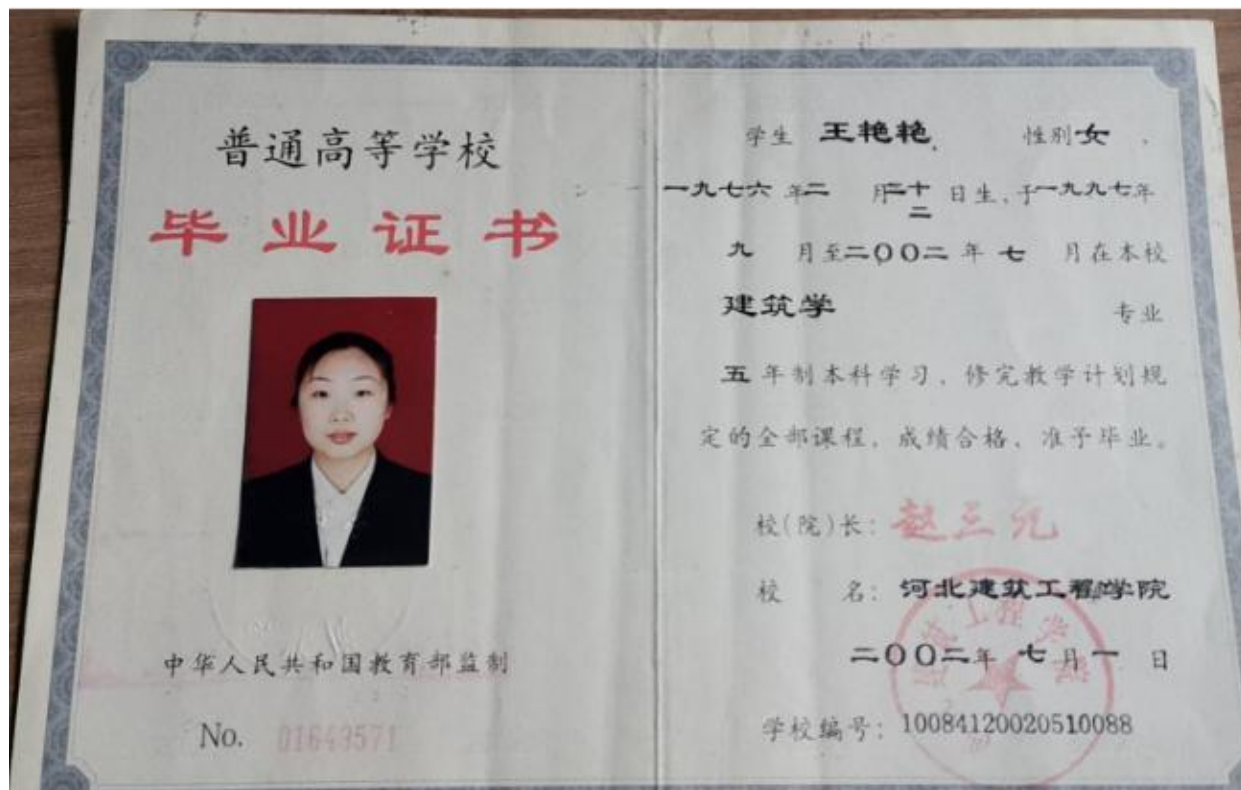 普通高等学校
毕业证书
中华人民共和国教育部监制
No. 01643571
学生 王艳艳, 性别 女,
一九七六 年 二 月 二十二 日生,于 一九九七 年
九 月至 二〇〇二 年 七 月在本校
建筑学 专业
五 年制本科学习,修完教学计划规
定的全部课程,成绩合格,准予毕业。
校(院)长: 赵三元
校 名: 河北建筑工程学院
二〇〇二 年 七 月 一 日
学校编号: 10084120020510088